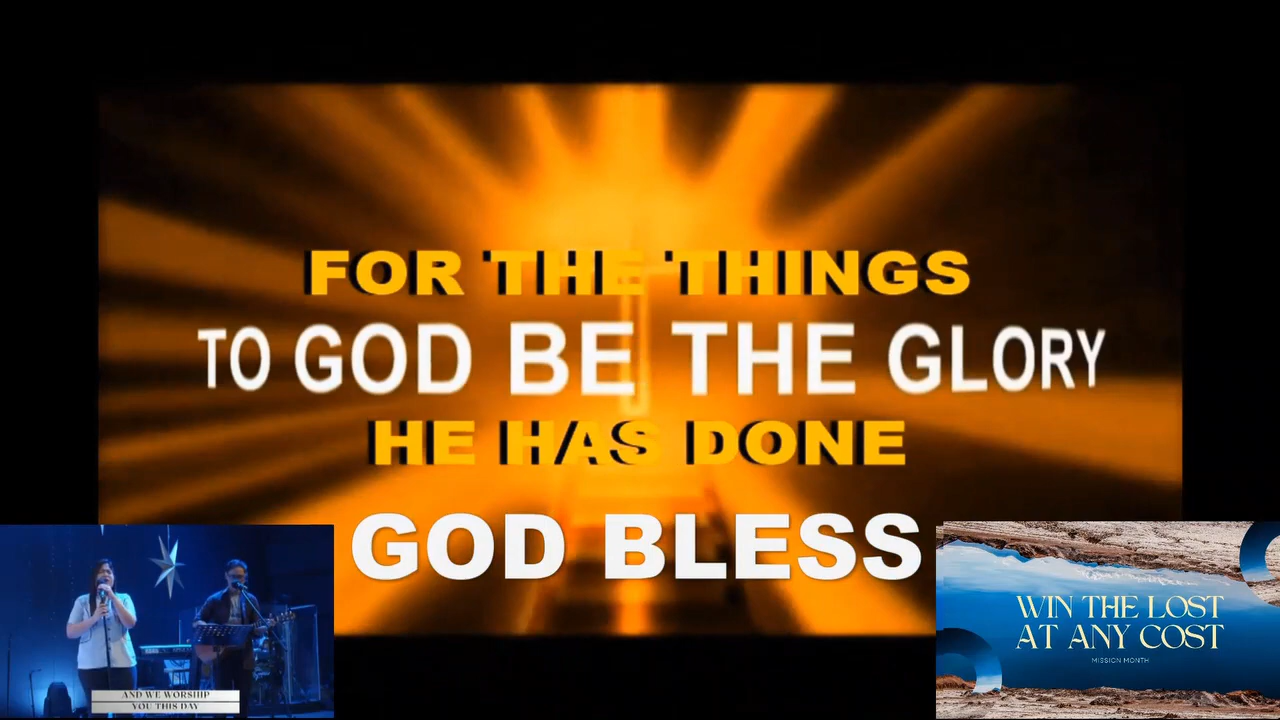 FOR THE THINGS
TO GOD BE THE GLORY
HE HAS DONE
GOD BLESS
AND WE WORSHIP
YOU THIS DAY
WIN THE LOST
AT ANY COST
MISSION MONTH